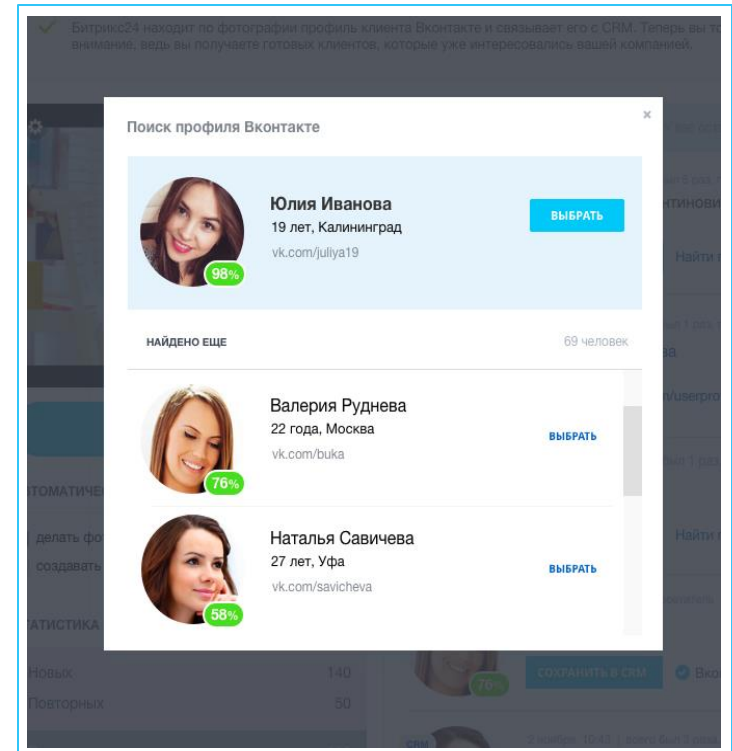 Битрикс24 находит по фотографии профиль клиента Вконтакте и связывает его с CRM. Теперь вы
внимание, ведь вы получаете готовых клиентов, которые уже интересовались вашей компанией.
Поиск профиля Вконтакте
×
Юлия Иванова
19 лет, Калининград
vk.com/juliya19
98%
ВЫБРАТЬ
НАЙДЕНО ЕЩЕ
69 человек
Валерия Руднева
22 года, Москва
vk.com/buka
76%
ВЫБРАТЬ
Наталья Савичева
27 лет, Уфа
vk.com/savicheva
58%
ВЫБРАТЬ
Найти
делать
создавать
Найти
Новых 140
Повторных 50
76%
СОХРАНИТЬ В CRM
CRM